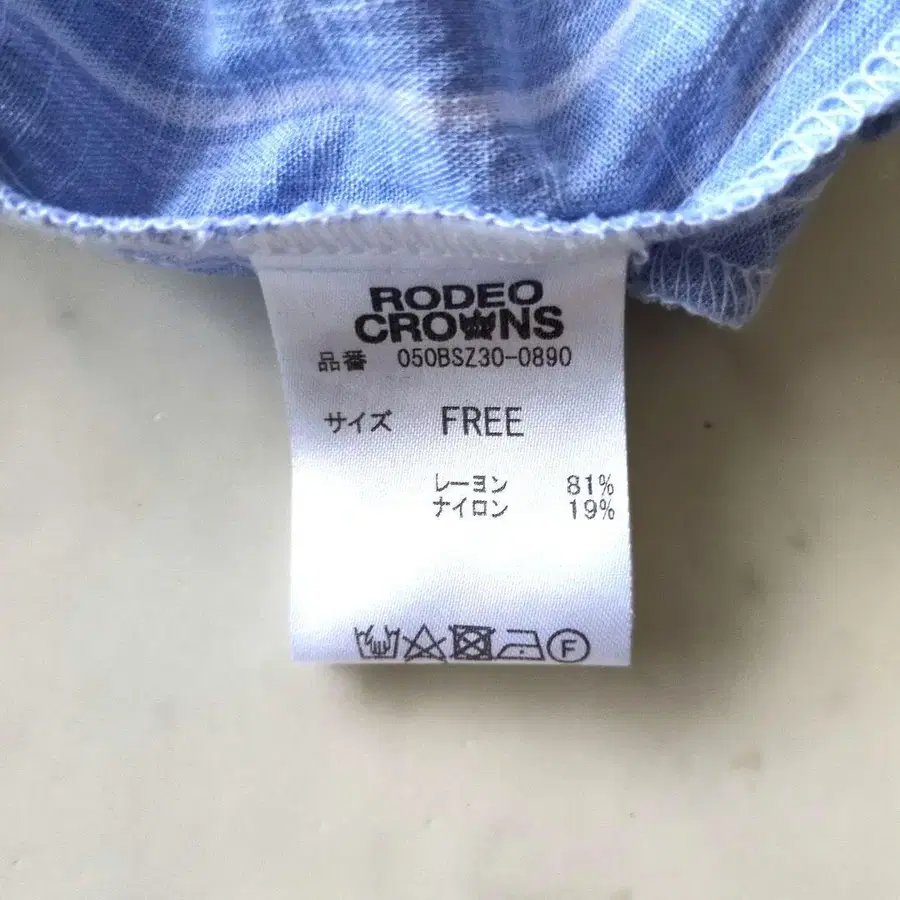 RODEO
CROWNS
品番 050BSZ30-0890
サイズ FREE
レーヨン 81%
ナイロン 19%
F